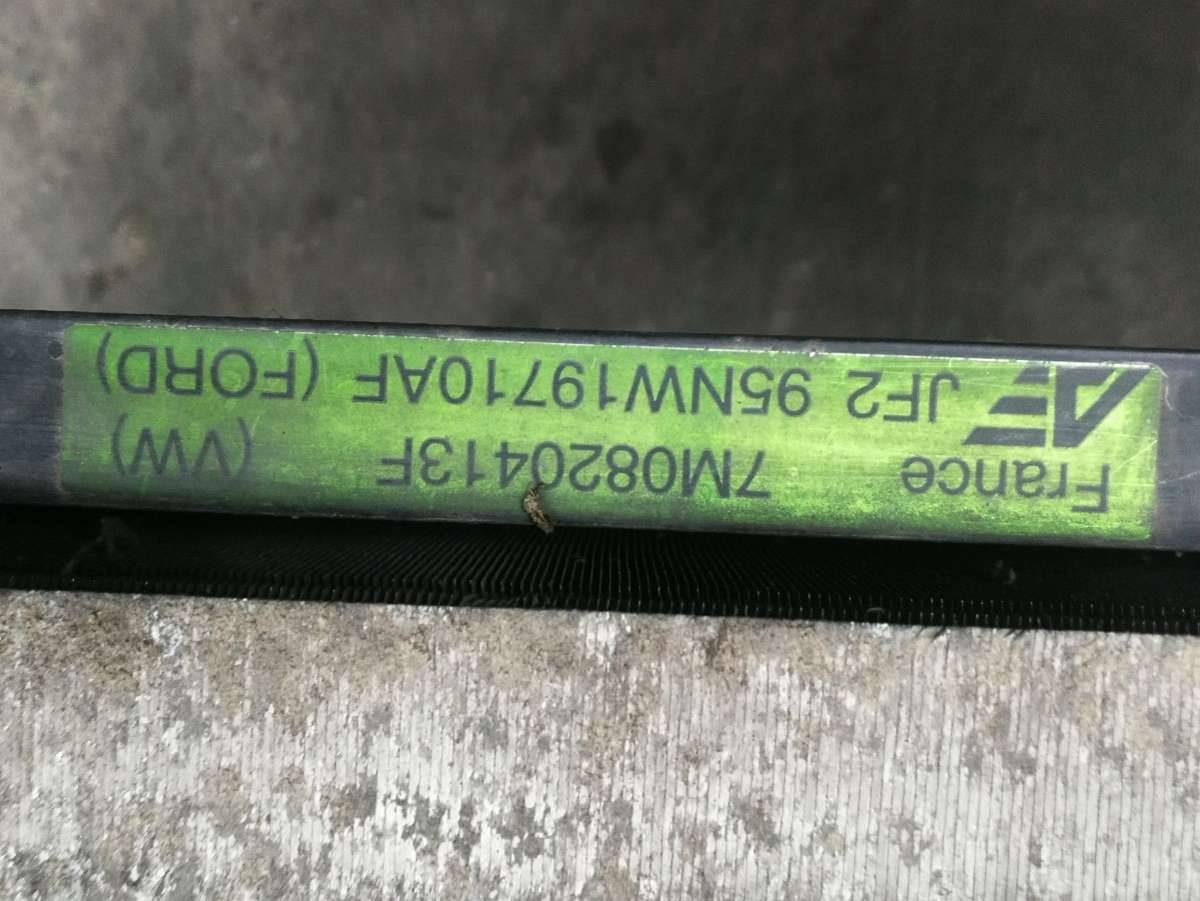 France 7M0820413F (VW)
JF2 95NW19710AF (FORD)